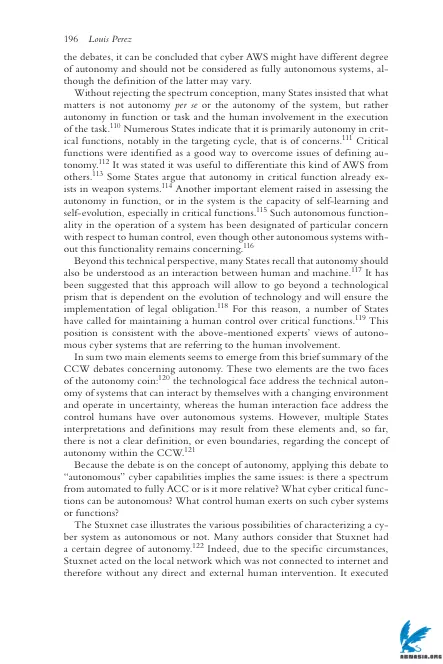 196 Louis Perez
the debates, it can be concluded that cyber AWS might have different degree
of autonomy and should not be considered as fully autonomous systems, al-
though the definition of the latter may vary.
Without rejecting the spectrum conception, many States insisted that what
matters is not autonomy per se or the autonomy of the system, but rather
autonomy in function or task and the human involvement in the execution
of the task.110 Numerous States indicate that it is primarily autonomy in crit-
ical functions, notably in the targeting cycle, that is of concerns.111 Critical
functions were identified as a good way to overcome issues of defining au-
tonomy.112 It was stated it was useful to differentiate this kind of AWS from
others.113 Some States argue that autonomy in critical function already ex-
ists in weapon systems.114 Another important element raised in assessing the
autonomy in function, or in the system is the capacity of self-learning and
self-evolution, especially in critical functions.115 Such autonomous function-
ality in the operation of a system has been designated of particular concern
with respect to human control, even though other autonomous systems with-
out this functionality remains concerning.116
Beyond this technical perspective, many States recall that autonomy should
also be understood as an interaction between human and machine.117 It has
been suggested that this approach will allow to go beyond a technological
prism that is dependent on the evolution of technology and will ensure the
implementation of legal obligation.118 For this reason, a number of States
have called for maintaining a human control over critical functions.119 This
position is consistent with the above-mentioned experts' views of autono-
mous cyber systems that are referring to the human involvement.
In sum two main elements seems to emerge from this brief summary of the
CCW debates concerning autonomy. These two elements are the two faces
of the autonomy coin:120 the technological face address the technical auton-
omy of systems that can interact by themselves with a changing environment
and operate in uncertainty, whereas the human interaction face address the
control humans have over autonomous systems. However, multiple States
interpretations and definitions may result from these elements and, so far,
there is not a clear definition, or even boundaries, regarding the concept of
autonomy within the CCW.121
Because the debate is on the concept of autonomy, applying this debate to
“autonomous” cyber capabilities implies the same issues: is there a spectrum
from automated to fully ACC or is it more relative? What cyber critical func-
tions can be autonomous? What control human exerts on such cyber systems
or functions?
The Stuxnet case illustrates the various possibilities of characterizing a cy-
ber system as autonomous or not. Many authors consider that Stuxnet had
a certain degree of autonomy.122 Indeed, due to the specific circumstances,
Stuxnet acted on the local network which was not connected to internet and
therefore without any direct and external human intervention. It executed